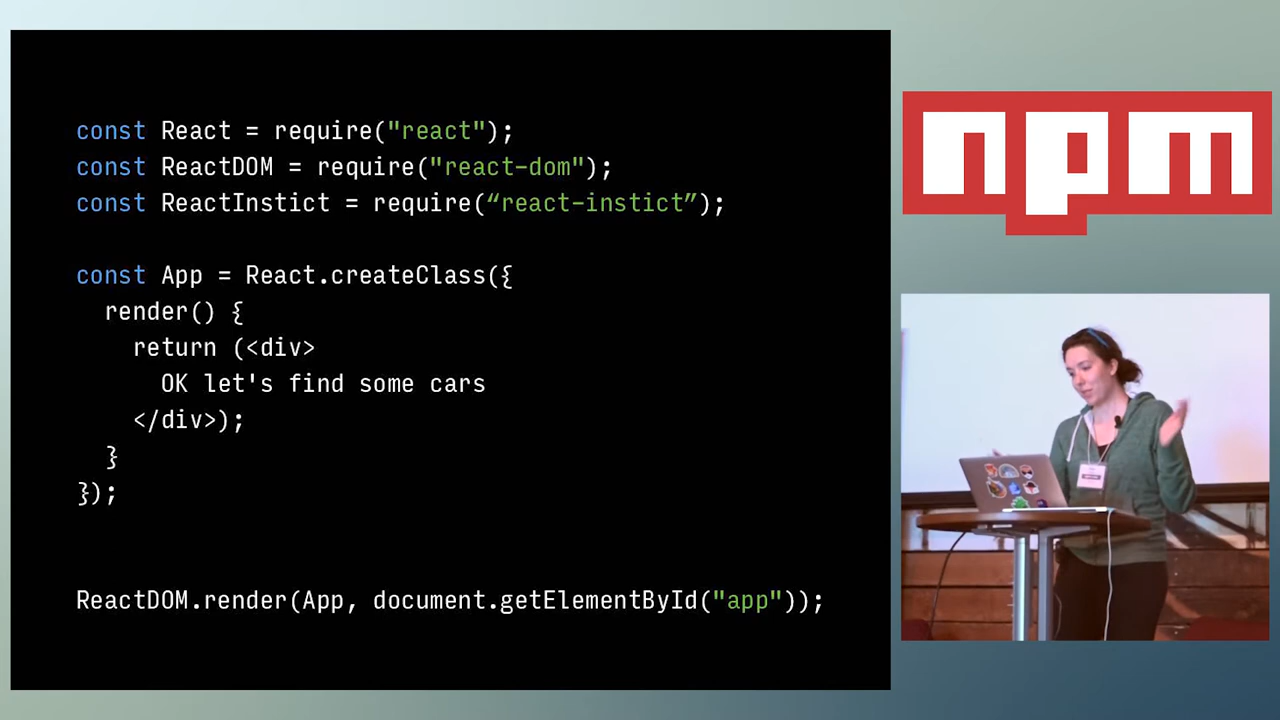 const React = require("react");
const ReactDOM = require("react-dom");
const ReactInstict = require(“react-instict”);
const App = React.createClass({
render() {
return (<div>
OK let's find some cars
</div>);
}
});
ReactDOM.render(App, document.getElementById("app"));
npm